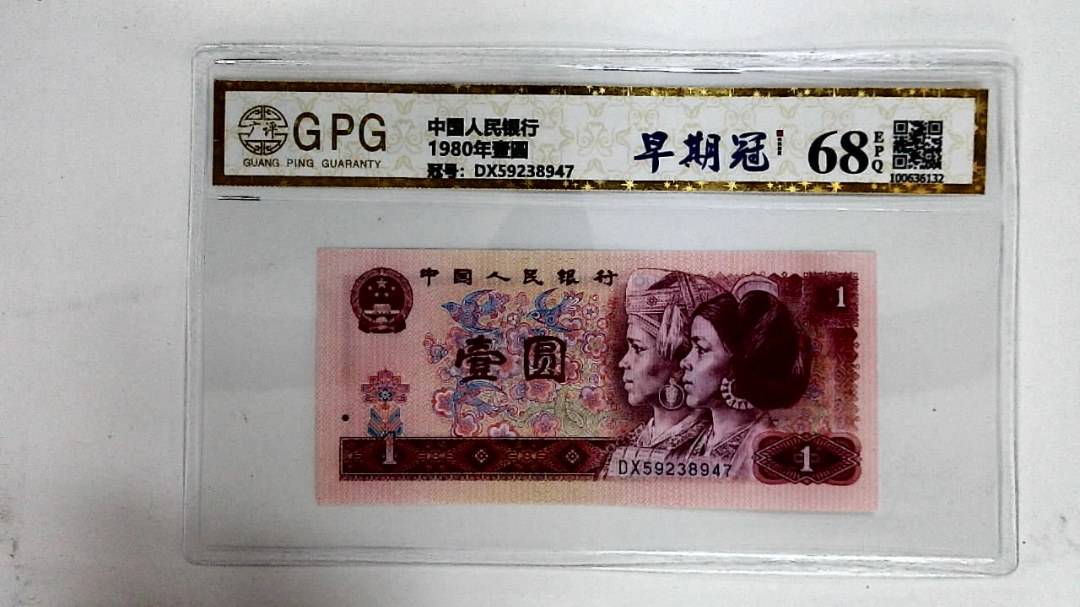 广评
GPG
GUANG PING GUARANTY
中国人民银行
1980年壹圆
冠号: DX59238947
早期冠
68
EPQ
100636132
中国人民银行
1
壹圆
1
DX59238947
1